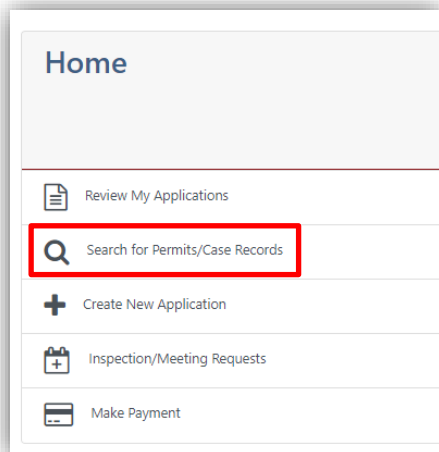 Home
Review My Applications
Search for Permits/Case Records
Create New Application
Inspection/Meeting Requests
Make Payment